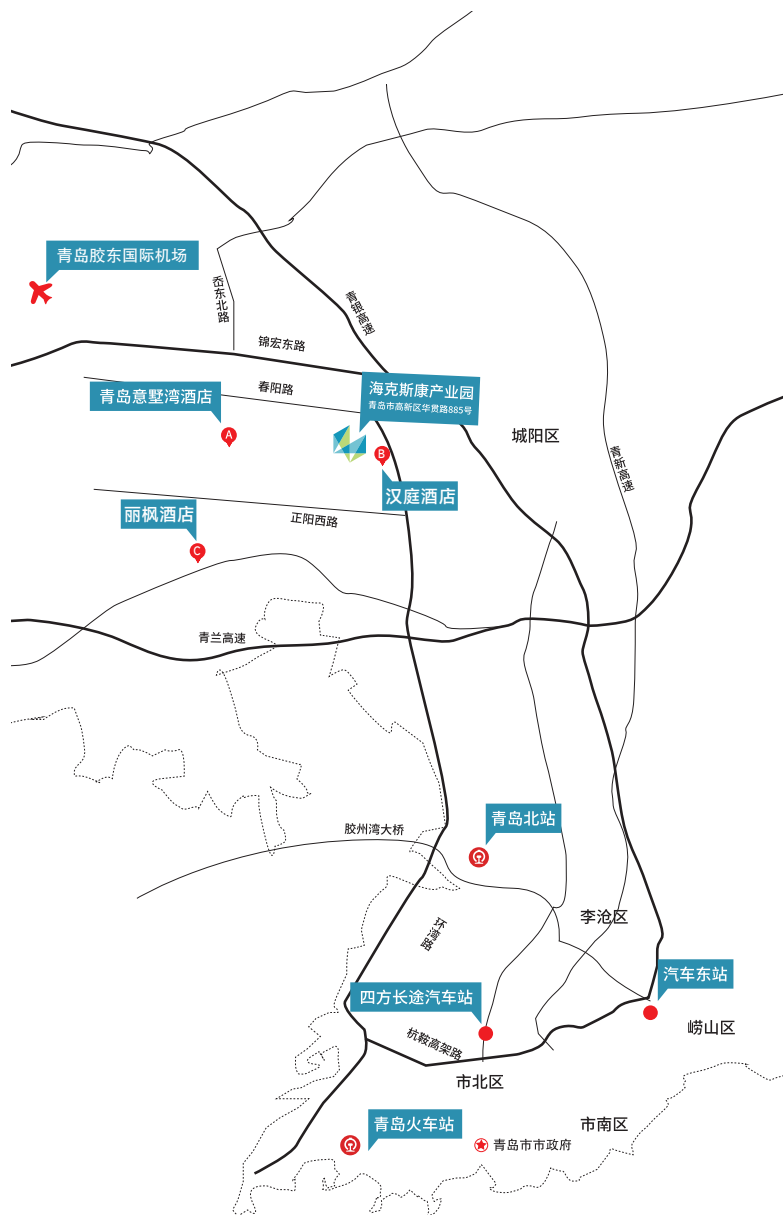 青岛胶东国际机场
岙东北路
青银高速
锦宏东路
海克斯康产业园
青岛市高新区华贯路885号
春阳路
青岛意墅湾酒店
A
城阳区
B
青新高速
汉庭酒店
丽枫酒店
正阳西路
C
青兰高速
青岛北站
胶州湾大桥
李沧区
环湾路
汽车东站
四方长途汽车站
崂山区
杭鞍高架路
市北区
青岛火车站
市南区
青岛市市政府